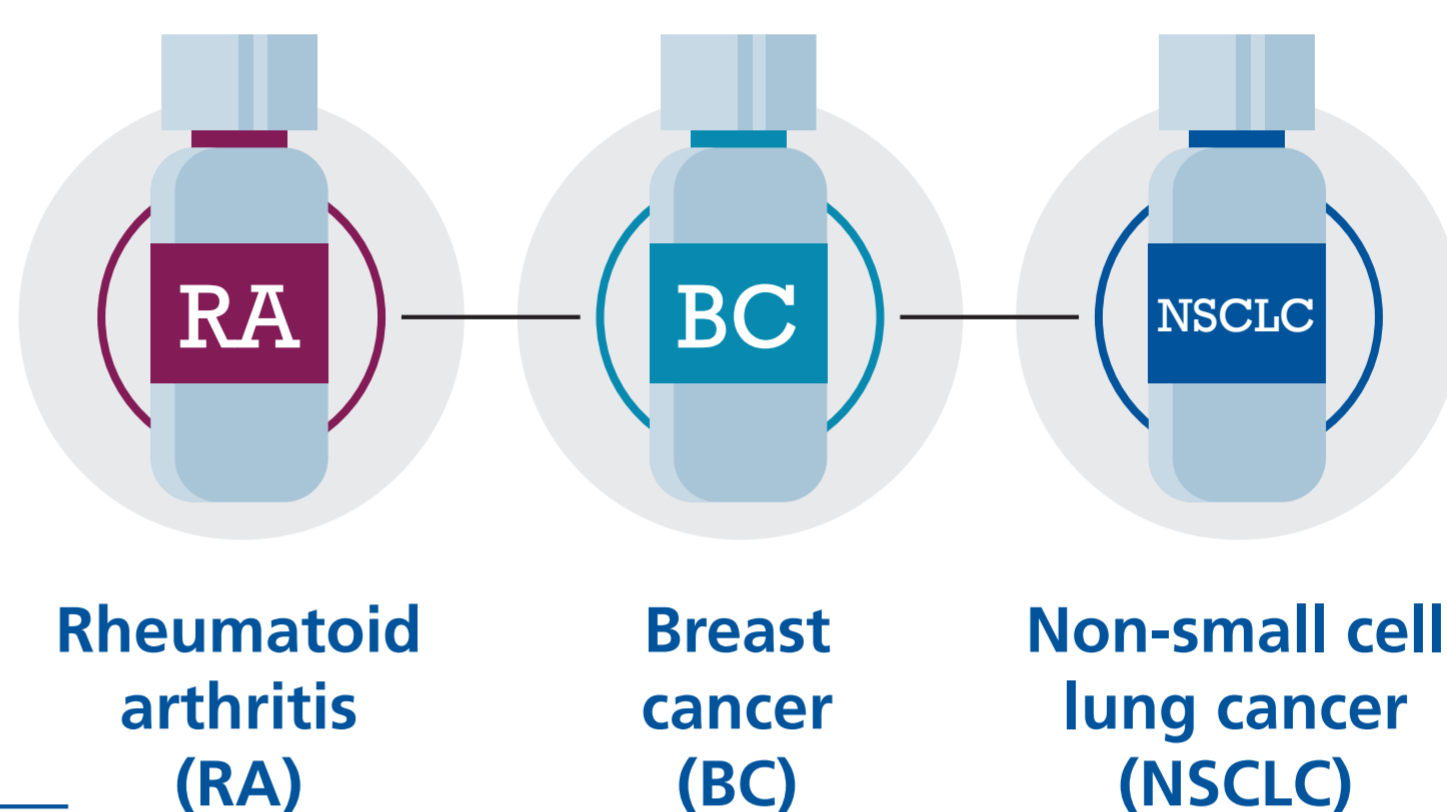 RA
BC
NSCLC
Rheumatoid
arthritis
(RA)
Breast
cancer
(BC)
Non-small cell
lung cancer
(NSCLC)